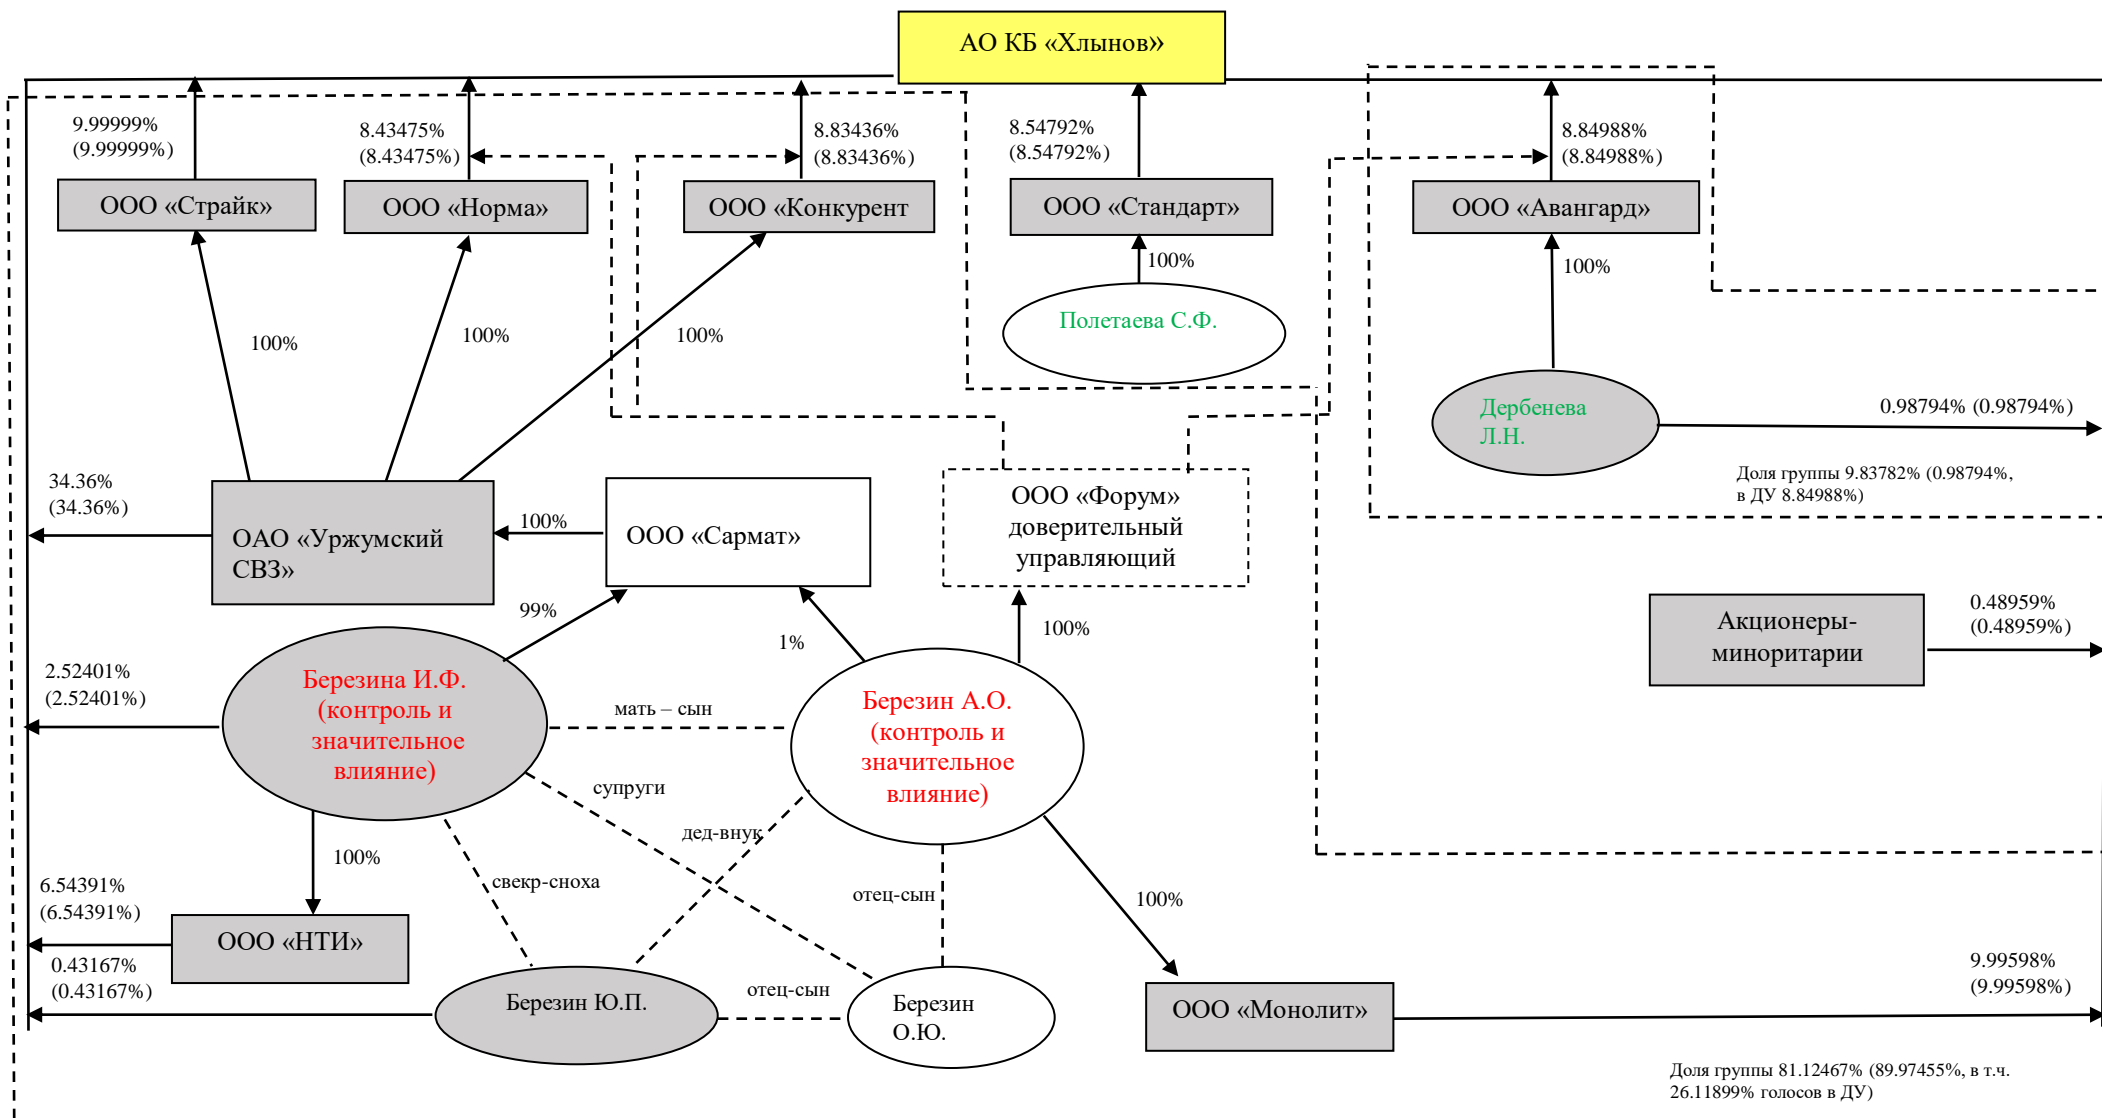 АО КБ «Хлынов»
9.99999%
(9.99999%)
8.43475%
(8.43475%)
8.83436%
(8.83436%)
8.54792%
(8.54792%)
8.84988%
(8.84988%)
ООО «Страйк»
ООО «Норма»
ООО «Конкурент
ООО «Стандарт»
ООО «Авангард»
100%
100%
Полетаева С.Ф.
100%
100%
100%
Дербенева
Л.Н.
0.98794% (0.98794%)
Доля группы 9.83782% (0.98794%,
в ДУ 8.84988%)
34.36%
(34.36%)
ОАО «Уржумский
СВЗ»
100%
ООО «Сармат»
ООО «Форум»
доверительный
управляющий
99%
1%
100%
Акционеры-
миноритарии
0.48959%
(0.48959%)
2.52401%
(2.52401%)
Березина И.Ф.
(контроль и
значительное
влияние)
мать – сын
Березин А.О.
(контроль и
значительное
влияние)
супруги
дед-внук
100%
свекр-сноха
отец-сын
100%
6.54391%
(6.54391%)
ООО «НТИ»
0.43167%
(0.43167%)
Березин Ю.П.
отец-сын
Березин
О.Ю.
ООО «Монолит»
9.99598%
(9.99598%)
Доля группы 81.12467% (89.97455%, в т.ч.
26.11899% голосов в ДУ)